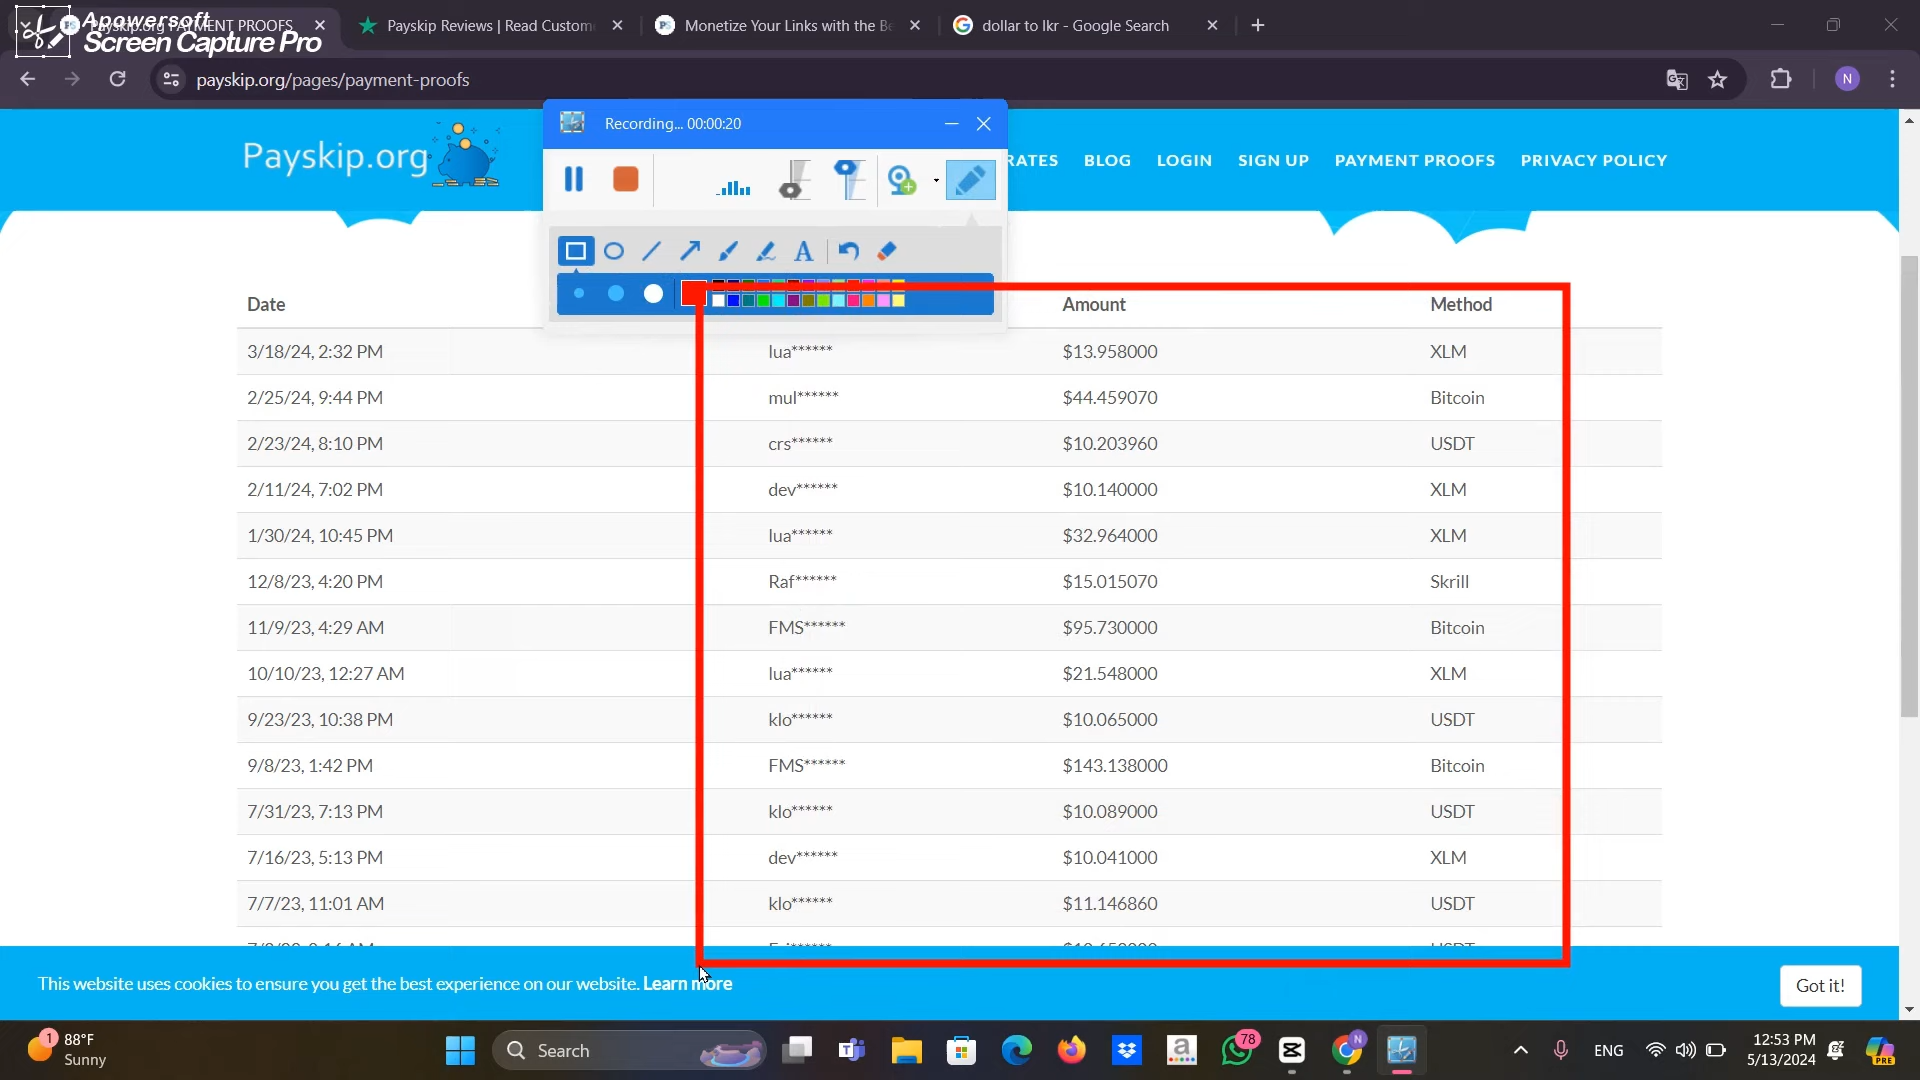 Apowersoft
Screen Capture Pro
Payskip.org PAYMENT PROOFS
Payskip Reviews | Read Custom
Monetize Your Links with the Be
dollar to lkr - Google Search
payskip.org/pages/payment-proofs
N
Recording... 00:00:20
Payskip.org
RATES
BLOG
LOGIN
SIGN UP
PAYMENT PROOFS
PRIVACY POLICY
A
Date Amount Method
3/18/24, 2:32 PM lua****** $13.958000 XLM
2/25/24, 9:44 PM mul****** $44.459070 Bitcoin
2/23/24, 8:10 PM crs****** $10.203960 USDT
2/11/24, 7:02 PM dev****** $10.140000 XLM
1/30/24, 10:45 PM lua****** $32.964000 XLM
12/8/23, 4:20 PM Raf****** $15.015070 Skrill
11/9/23, 4:29 AM FMS****** $95.730000 Bitcoin
10/10/23, 12:27 AM lua****** $21.548000 XLM
9/23/23, 10:38 PM klo****** $10.065000 USDT
9/8/23, 1:42 PM FMS****** $143.138000 Bitcoin
7/31/23, 7:13 PM klo****** $10.089000 USDT
7/16/23, 5:13 PM dev****** $10.041000 XLM
7/7/23, 11:01 AM klo****** $11.146860 USDT
This website uses cookies to ensure you get the best experience on our website. Learn more
Got it!
1
88°F
Sunny
Search
78
N
ENG
12:53 PM
5/13/2024
PRE